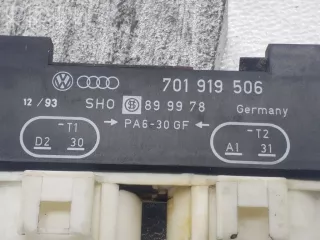 701 919 506
12/93 SHO 89 99 78 Germany
→ PA6-30 GF ←
T1 T2
D2 30 A1 31